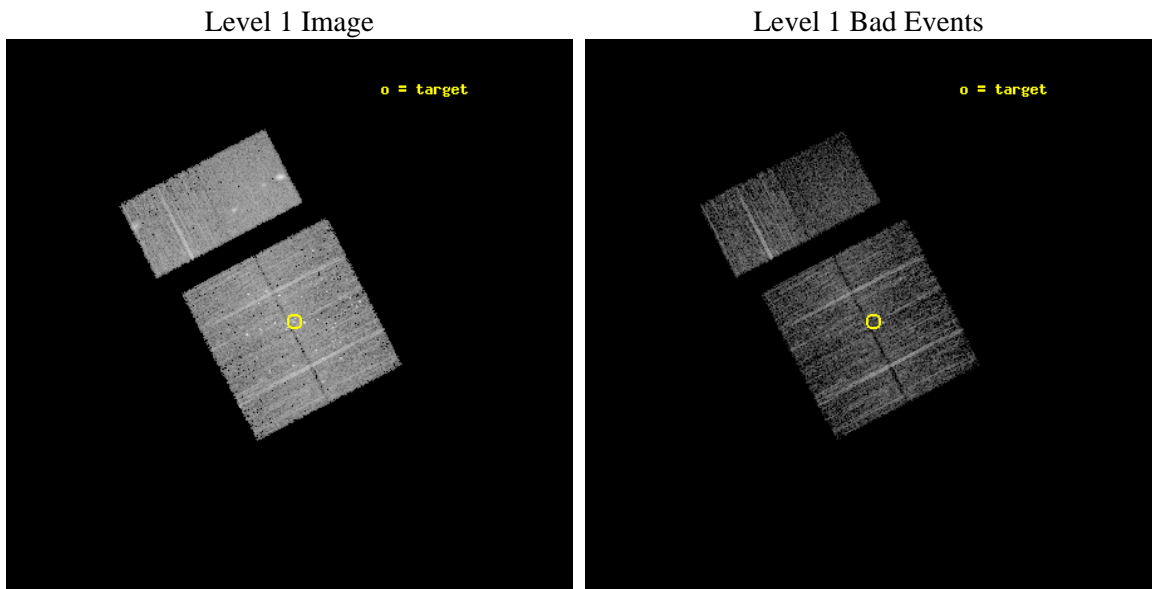 Level 1 Image
Level 1 Bad Events
o = target
o = target